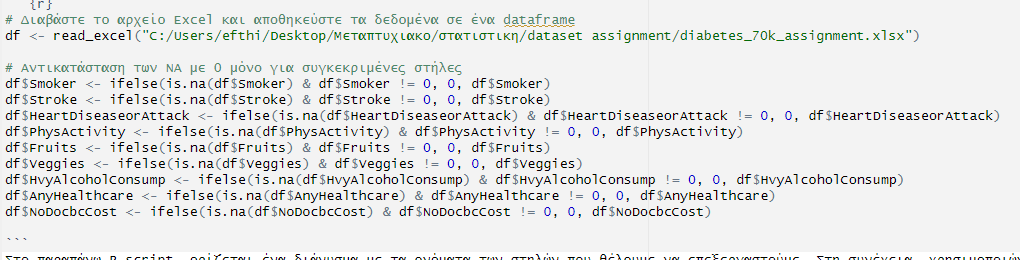 {r}
# Διαβάστε το αρχείο Excel και αποθηκεύστε τα δεδομένα σε ένα dataframe
df <- read_excel("C:/Users/efthi/Desktop/Μεταπτυχιακο/στατιστικη/dataset assignment/diabetes_70k_assignment.xlsx")

# Αντικατάσταση των NA με 0 μόνο για συγκεκριμένες στήλες
df$Smoker <- ifelse(is.na(df$Smoker) & df$Smoker != 0, 0, df$Smoker)
df$Stroke <- ifelse(is.na(df$Stroke) & df$Stroke != 0, 0, df$Stroke)
df$HeartDiseaseorAttack <- ifelse(is.na(df$HeartDiseaseorAttack) & df$HeartDiseaseorAttack != 0, 0, df$HeartDiseaseorAttack)
df$PhysActivity <- ifelse(is.na(df$PhysActivity) & df$PhysActivity != 0, 0, df$PhysActivity)
df$Fruits <- ifelse(is.na(df$Fruits) & df$Fruits != 0, 0, df$Fruits)
df$Veggies <- ifelse(is.na(df$Veggies) & df$Veggies != 0, 0, df$Veggies)
df$HvyAlcoholConsump <- ifelse(is.na(df$HvyAlcoholConsump) & df$HvyAlcoholConsump != 0, 0, df$HvyAlcoholConsump)
df$AnyHealthcare <- ifelse(is.na(df$AnyHealthcare) & df$AnyHealthcare != 0, 0, df$AnyHealthcare)
df$NoDocbcCost <- ifelse(is.na(df$NoDocbcCost) & df$NoDocbcCost != 0, 0, df$NoDocbcCost)

```
Στο παραπάνω R script, ορίζεται ένα διάνυσμα με τα ονόματα των στηλών που θέλουμε να επεξεργαστούμε. Στη συνέχεια, χρησιμοποιών